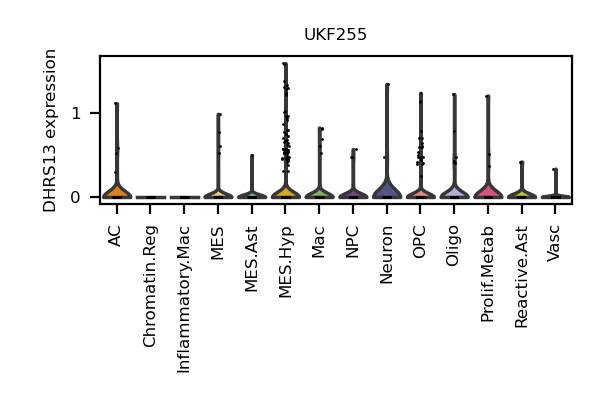 UKF255
DHRS13 expression
1
0
AC
Chromatin.Reg
Inflammatory.Mac
MES
MES.Ast
MES.Hyp
Mac
NPC
Neuron
OPC
Oligo
Prolif.Metab
Reactive.Ast
Vasc